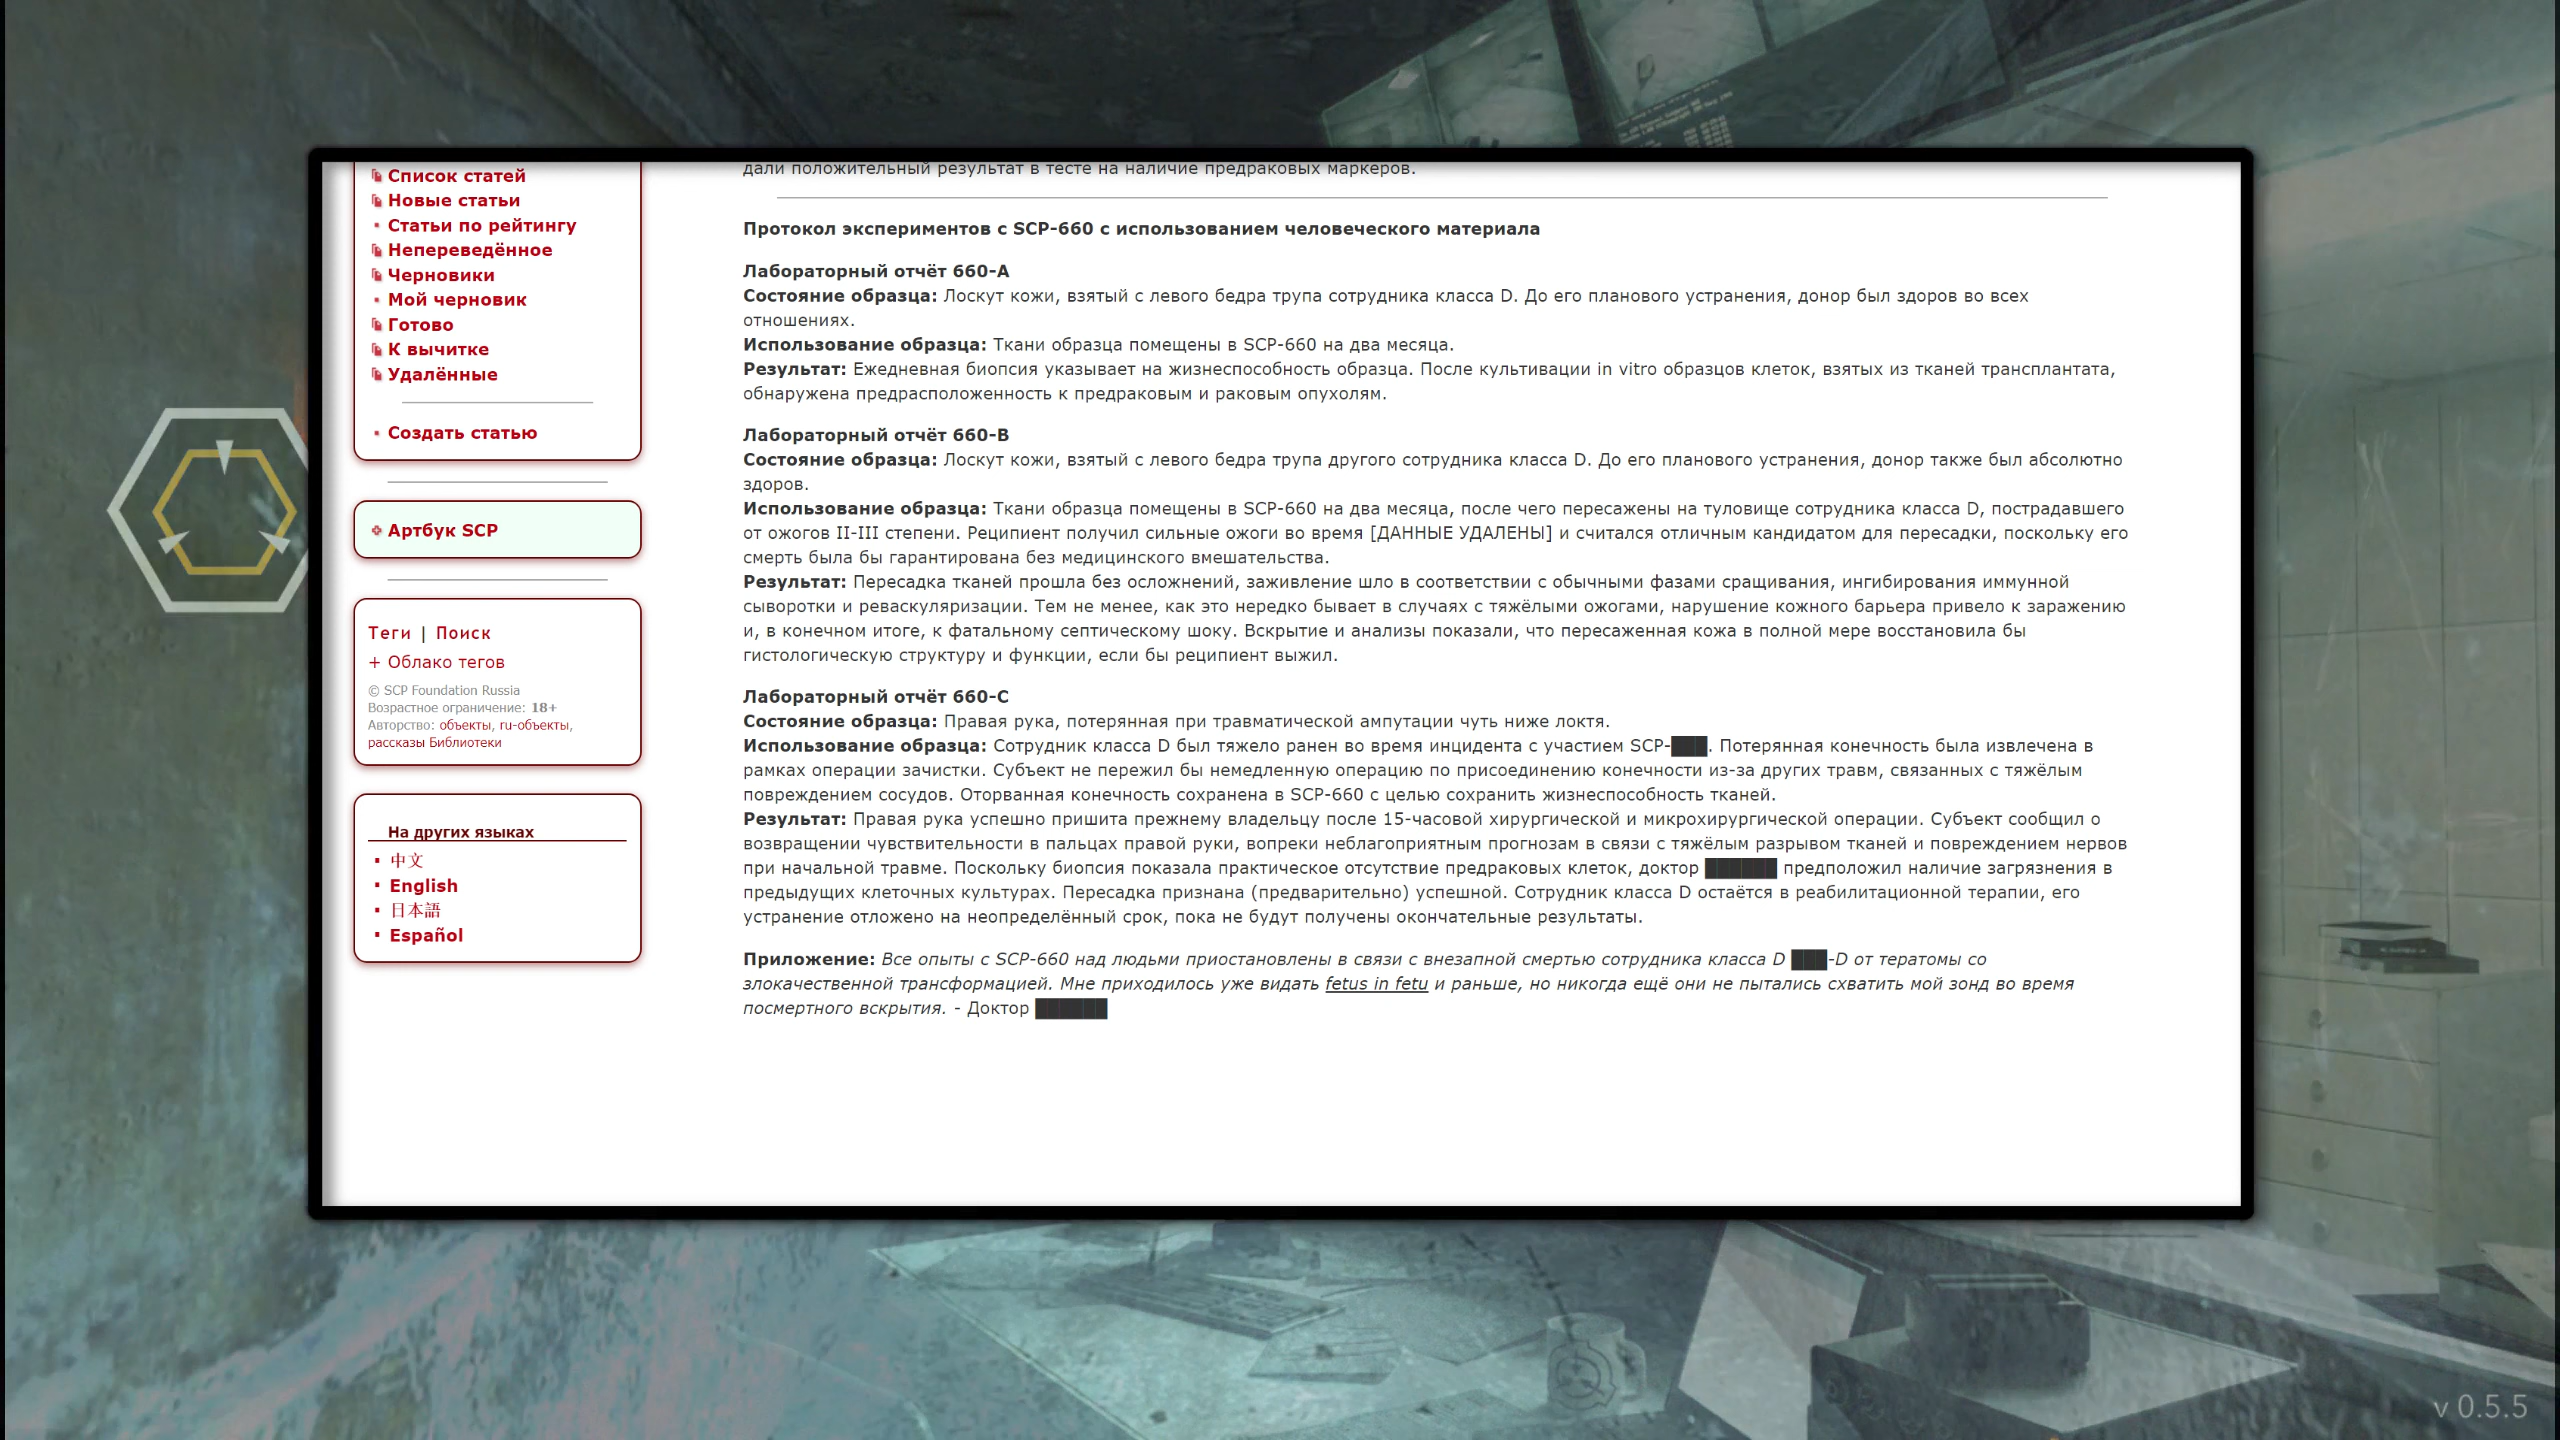 Список статей
Новые статьи
Статьи по рейтингу
Непереведённое
Черновики
Мой черновик
Готово
К вычитке
Удалённые
Создать статью
Артбук SCP
Теги | Поиск
+ Облако тегов
© SCP Foundation Russia
Возрастное ограничение: 18+
Авторство: объекты, ru-объекты,
рассказы Библиотеки
На других языках
中文
English
日本語
Español
дали положительный результат в тесте на наличие предраковых маркеров.
Протокол экспериментов с SCP-660 с использованием человеческого материала
Лабораторный отчёт 660-A
Состояние образца: Лоскут кожи, взятый с левого бедра трупа сотрудника класса D. До его планового устранения, донор был здоров во всех
отношениях.
Использование образца: Ткани образца помещены в SCP-660 на два месяца.
Результат: Ежедневная биопсия указывает на жизнеспособность образца. После культивации in vitro образцов клеток, взятых из тканей трансплантата,
обнаружена предрасположенность к предраковым и раковым опухолям.
Лабораторный отчёт 660-B
Состояние образца: Лоскут кожи, взятый с левого бедра трупа другого сотрудника класса D. До его планового устранения, донор также был абсолютно
здоров.
Использование образца: Ткани образца помещены в SCP-660 на два месяца, после чего пересажены на туловище сотрудника класса D, пострадавшего
от ожогов II-III степени. Реципиент получил сильные ожоги во время [ДАННЫЕ УДАЛЕНЫ] и считался отличным кандидатом для пересадки, поскольку его
смерть была бы гарантирована без медицинского вмешательства.
Результат: Пересадка тканей прошла без осложнений, заживление шло в соответствии с обычными фазами сращивания, ингибирования иммунной
сыворотки и реваскуляризации. Тем не менее, как это нередко бывает в случаях с тяжёлыми ожогами, нарушение кожного барьера привело к заражению
и, в конечном итоге, к фатальному септическому шоку. Вскрытие и анализы показали, что пересаженная кожа в полной мере восстановила бы
гистологическую структуру и функции, если бы реципиент выжил.
Лабораторный отчёт 660-C
Состояние образца: Правая рука, потерянная при травматической ампутации чуть ниже локтя.
Использование образца: Сотрудник класса D был тяжело ранен во время инцидента с участием SCP-███. Потерянная конечность была извлечена в
рамках операции зачистки. Субъект не пережил бы немедленную операцию по присоединению конечности из-за других травм, связанных с тяжёлым
повреждением сосудов. Оторванная конечность сохранена в SCP-660 с целью сохранить жизнеспособность тканей.
Результат: Правая рука успешно пришита прежнему владельцу после 15-часовой хирургической и микрохирургической операции. Субъект сообщил о
возвращении чувствительности в пальцах правой руки, вопреки неблагоприятным прогнозам в связи с тяжёлым разрывом тканей и повреждением нервов
при начальной травме. Поскольку биопсия показала практическое отсутствие предраковых клеток, доктор ██████ предположил наличие загрязнения в
предыдущих клеточных культурах. Пересадка признана (предварительно) успешной. Сотрудник класса D остаётся в реабилитационной терапии, его
устранение отложено на неопределённый срок, пока не будут получены окончательные результаты.
Приложение: Все опыты с SCP-660 над людьми приостановлены в связи с внезапной смертью сотрудника класса D ███-D от тератомы со
злокачественной трансформацией. Мне приходилось уже видать fetus in fetu и раньше, но никогда ещё они не пытались схватить мой зонд во время
посмертного вскрытия. - Доктор ██████
v 0.5.5